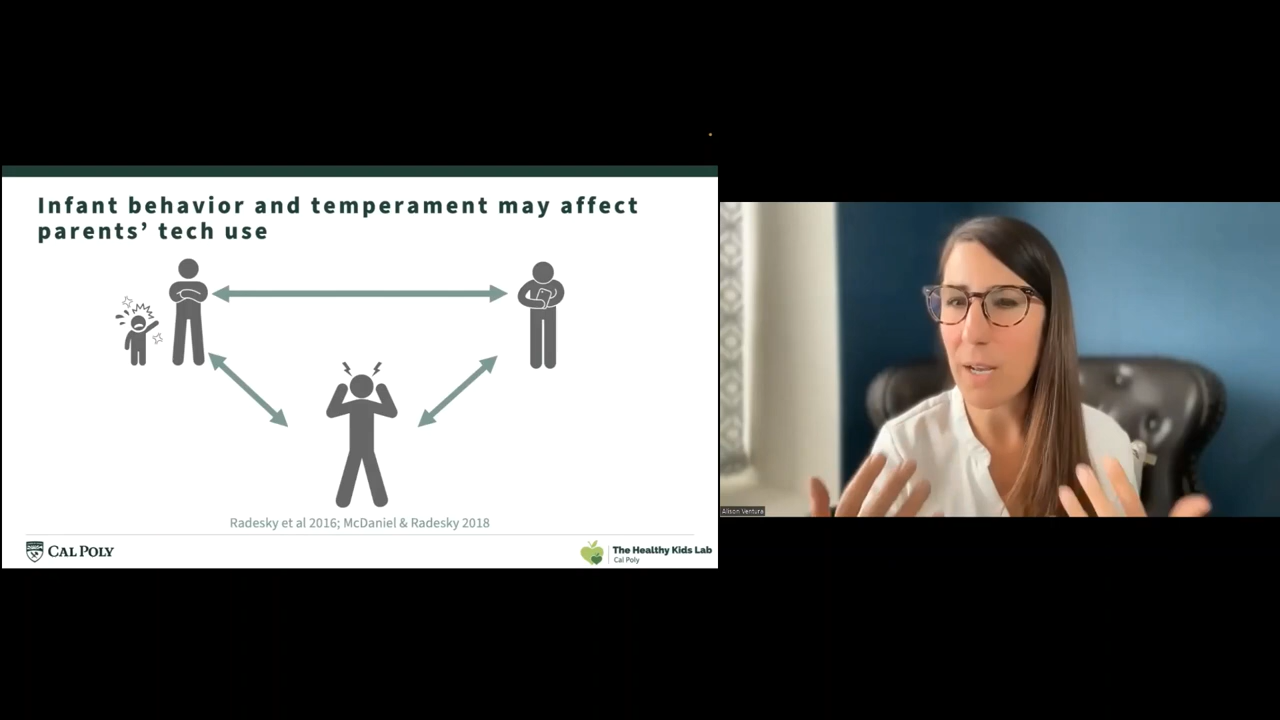 Infant behavior and temperament may affect
parents’ tech use
Radesky et al 2016; McDaniel & Radesky 2018
CAL POLY
The Healthy Kids Lab
Cal Poly
Alison Ventura